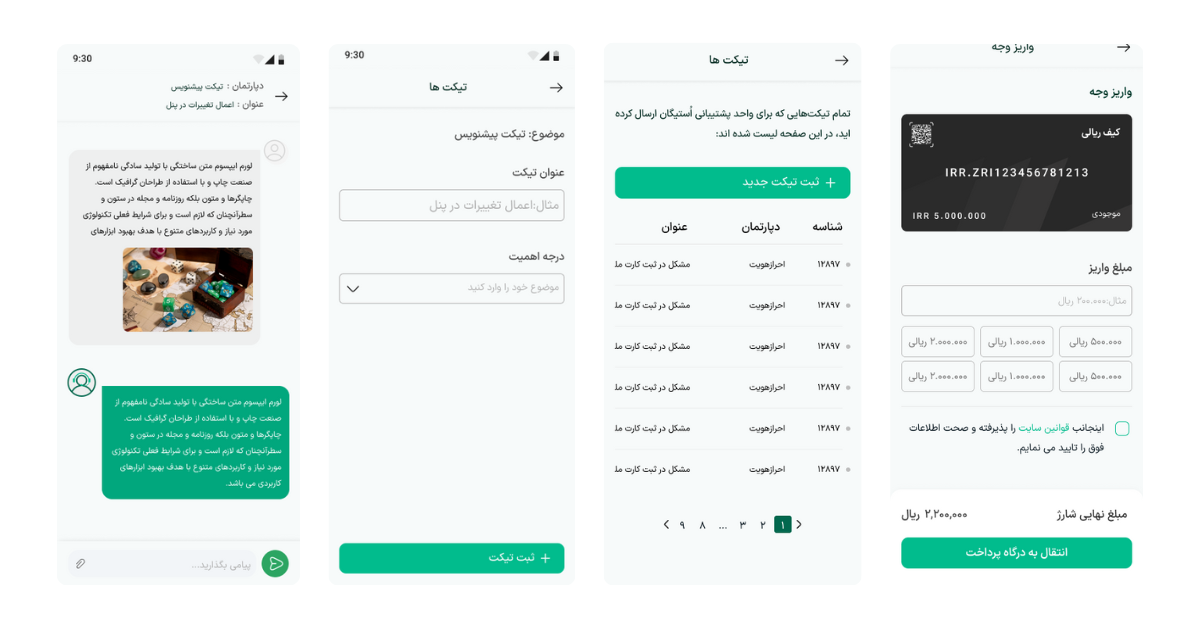 واریز وجه
واریز وجه
کیف ریالی
IRR.ZRI123456781213
موجودی
IRR 5.000.000
مبلغ واریز
مثال:۲۰۰.۰۰۰ ریال
۵۰۰.۰۰۰ ریالی
۱.۰۰۰.۰۰۰ ریالی
۲.۰۰۰.۰۰۰ ریالی
۵۰۰.۰۰۰ ریالی
۱.۰۰۰.۰۰۰ ریالی
۲.۰۰۰.۰۰۰ ریالی
اینجانب قوانین سایت را پذیرفته و صحت اطلاعات
فوق را تایید می نمایم.
مبلغ نهایی شارژ
۲,۲۰۰,۰۰۰ ریال
انتقال به درگاه پرداخت
تیکت ها
تمام تیکت‌هایی که برای واحد پشتیبانی اُستیگان ارسال کرده
اید، در این صفحه لیست شده اند:
+ ثبت تیکت جدید
شناسه دپارتمان عنوان
۱۲۸۹۷ احرازهویت مشکل در ثبت کارت مل
۱۲۸۹۷ احرازهویت مشکل در ثبت کارت مل
۱۲۸۹۷ احرازهویت مشکل در ثبت کارت مل
۱۲۸۹۷ احرازهویت مشکل در ثبت کارت مل
۱۲۸۹۷ احرازهویت مشکل در ثبت کارت مل
۱۲۸۹۷ احرازهویت مشکل در ثبت کارت مل
۱ ۲ ۳ ... ۸ ۹
9:30
تیکت ها
موضوع: تیکت پیشنویس
عنوان تیکت
مثال:اعمال تغییرات در پنل
درجه اهمیت
موضوع خود را وارد کنید
+ ثبت تیکت
9:30
دپارتمان : تیکت پیشنویس
عنوان : اعمال تغییرات در پنل
لورم ایپسوم متن ساختگی با تولید سادگی نامفهوم از
صنعت چاپ و با استفاده از طراحان گرافیک است.
چاپگرها و متون بلکه روزنامه و مجله در ستون و
سطرآنچنان که لازم است و برای شرایط فعلی تکنولوژی
مورد نیاز و کاربردهای متنوع با هدف بهبود ابزارهای
لورم ایپسوم متن ساختگی با تولید سادگی نامفهوم از
صنعت چاپ و با استفاده از طراحان گرافیک است.
چاپگرها و متون بلکه روزنامه و مجله در ستون و
سطرآنچنان که لازم است و برای شرایط فعلی تکنولوژی
مورد نیاز و کاربردهای متنوع با هدف بهبود ابزارهای
کاربردی می باشد.
پیامی بگذارید...